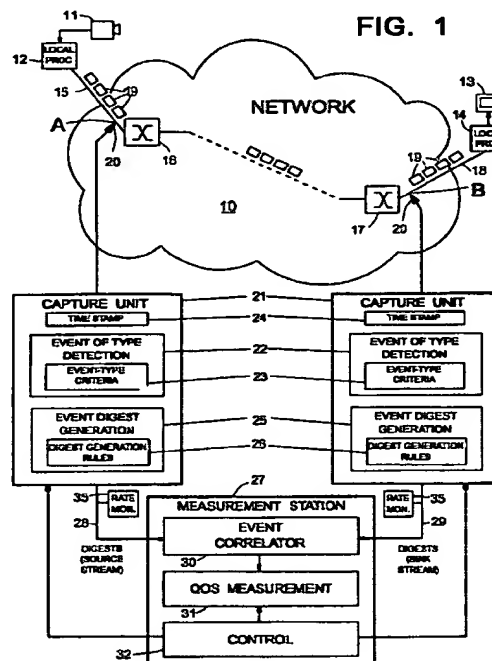 FIG. 1
11
12
LOCAL PROC
15
19
A
20
16
NETWORK
10
13
14
LOCAL PROC
19
18
B
17
20
CAPTURE UNIT
21
CAPTURE UNIT
TIME STAMP
24
TIME STAMP
EVENT OF TYPE DETECTION
22
EVENT OF TYPE DETECTION
EVENT-TYPE CRITERIA
23
EVENT-TYPE CRITERIA
EVENT DIGEST GENERATION
25
EVENT DIGEST GENERATION
DIGEST GENERATION RULES
26
DIGEST GENERATION RULES
27
35
RATE MON.
28
MEASUREMENT STATION
RATE MON.
35
29
EVENT CORRELATOR
30
DIGESTS (SOURCE STREAM)
DIGESTS (SINK STREAM)
QOS MEASUREMENT
31
CONTROL
32